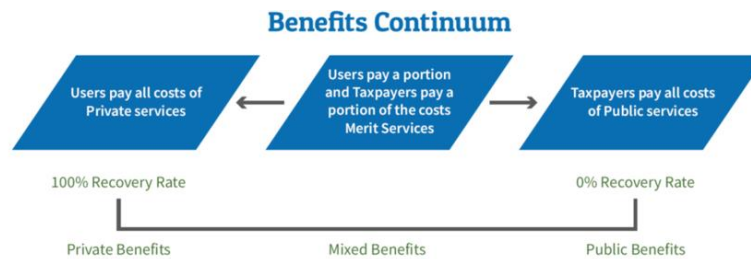 Benefits Continuum
Users pay all costs of
Private services
Users pay a portion
and Taxpayers pay a
portion of the costs
Merit Services
Taxpayers pay all costs
of Public services
100% Recovery Rate
0% Recovery Rate
Private Benefits
Mixed Benefits
Public Benefits